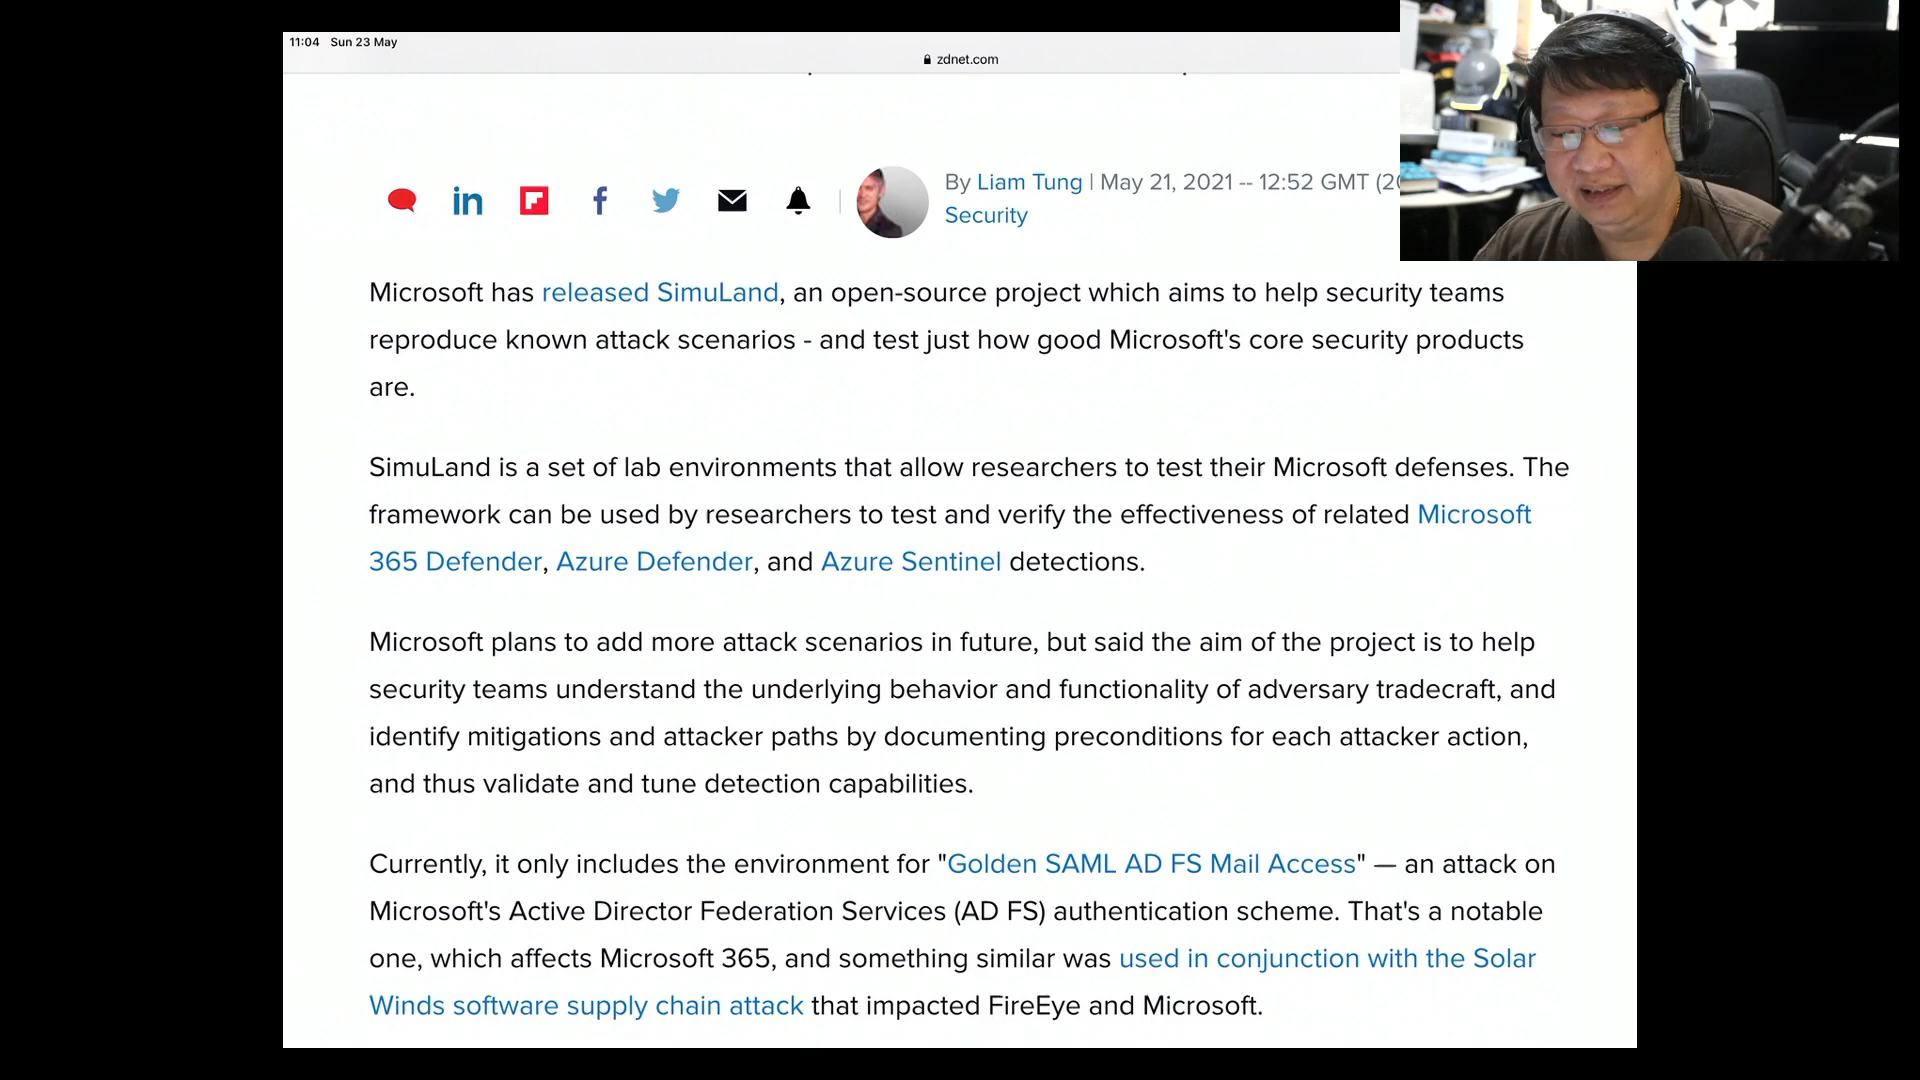 11:04 Sun 23 May
zdnet.com
By Liam Tung | May 21, 2021 -- 12:52 GMT
Security
Microsoft has released SimuLand, an open-source project which aims to help security teams
reproduce known attack scenarios - and test just how good Microsoft's core security products
are.
SimuLand is a set of lab environments that allow researchers to test their Microsoft defenses. The
framework can be used by researchers to test and verify the effectiveness of related Microsoft
365 Defender, Azure Defender, and Azure Sentinel detections.
Microsoft plans to add more attack scenarios in future, but said the aim of the project is to help
security teams understand the underlying behavior and functionality of adversary tradecraft, and
identify mitigations and attacker paths by documenting preconditions for each attacker action,
and thus validate and tune detection capabilities.
Currently, it only includes the environment for "Golden SAML AD FS Mail Access" — an attack on
Microsoft's Active Director Federation Services (AD FS) authentication scheme. That's a notable
one, which affects Microsoft 365, and something similar was used in conjunction with the Solar
Winds software supply chain attack that impacted FireEye and Microsoft.